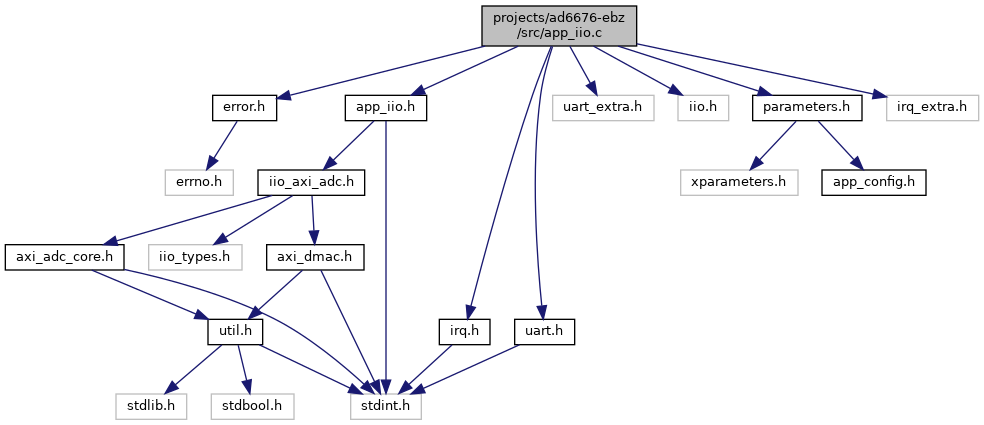 projects/ad6676-ebz
/src/app_iio.c
error.h
app_iio.h
uart_extra.h
iio.h
parameters.h
irq_extra.h
errno.h
iio_axi_adc.h
xparameters.h
app_config.h
axi_adc_core.h
iio_types.h
axi_dmac.h
util.h
irq.h
uart.h
stdlib.h
stdbool.h
stdint.h